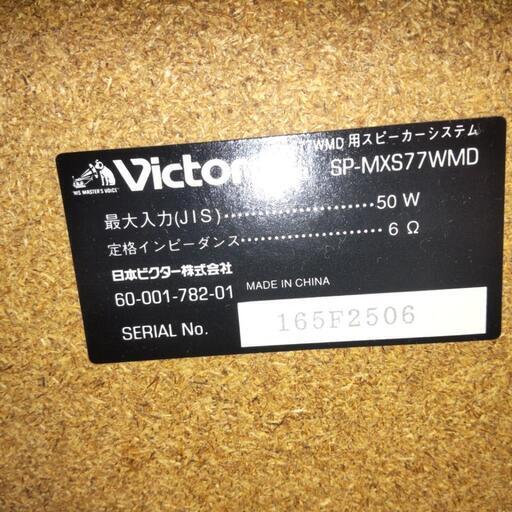 WMD 用スピーカーシステム
Victor
SP-MXS77WMD
"HIS MASTER'S VOICE"
最大入力(JIS)························50 W
定格インピーダンス·····················6 Ω
日本ビクター株式会社
60-001-782-01 MADE IN CHINA
SERIAL No. 165F2506